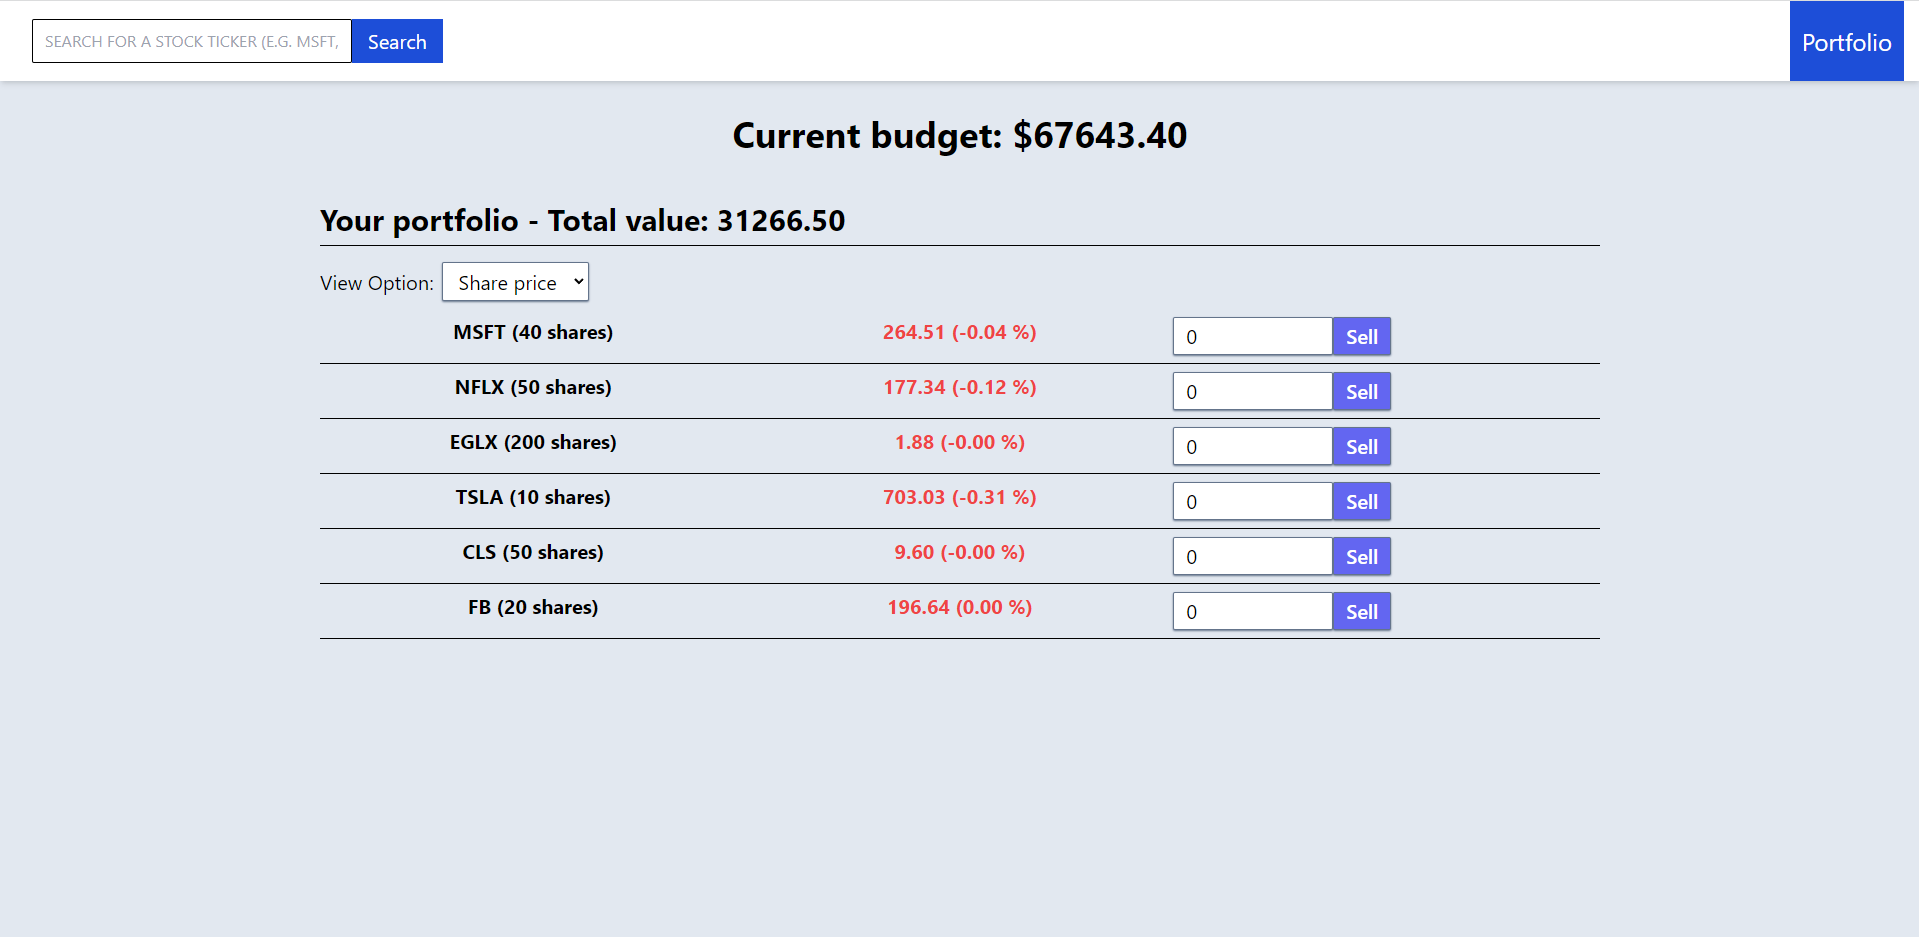 SEARCH FOR A STOCK TICKER (E.G. MSFT,
Search
Portfolio
Current budget: $67643.40
Your portfolio - Total value: 31266.50
View Option: Share price
MSFT (40 shares) 264.51 (-0.04 %) 0 Sell
NFLX (50 shares) 177.34 (-0.12 %) 0 Sell
EGLX (200 shares) 1.88 (-0.00 %) 0 Sell
TSLA (10 shares) 703.03 (-0.31 %) 0 Sell
CLS (50 shares) 9.60 (-0.00 %) 0 Sell
FB (20 shares) 196.64 (0.00 %) 0 Sell